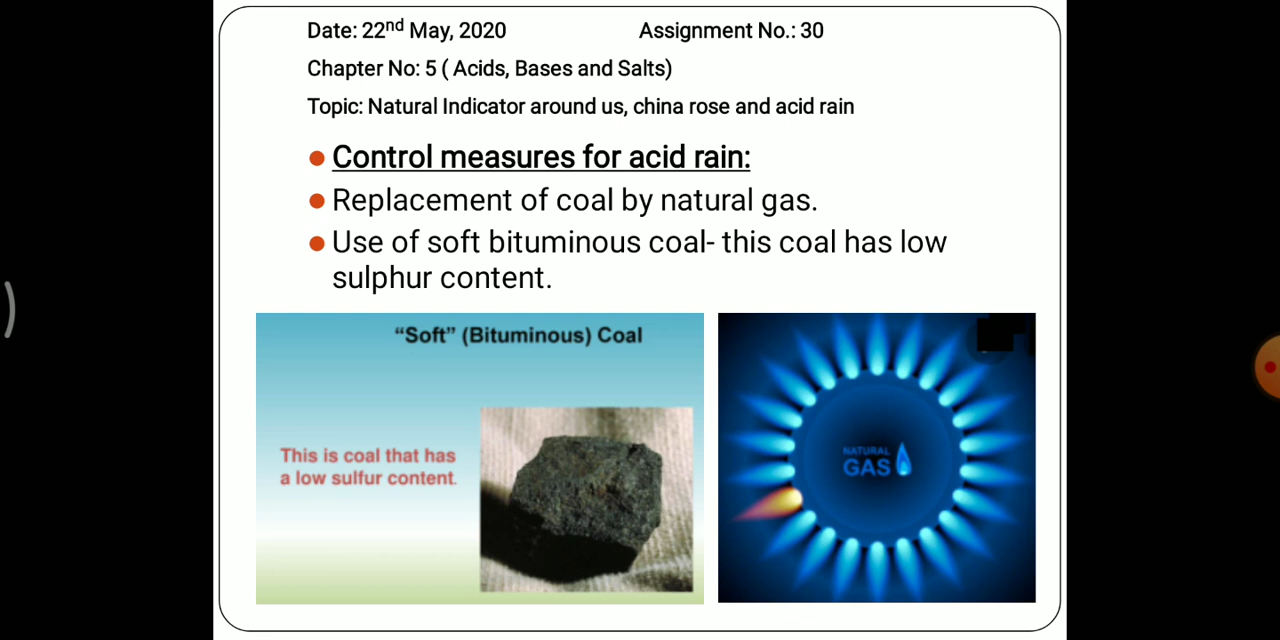 Date: 22nd May, 2020 Assignment No.: 30
Chapter No: 5 ( Acids, Bases and Salts)
Topic: Natural Indicator around us, china rose and acid rain
Control measures for acid rain:
Replacement of coal by natural gas.
Use of soft bituminous coal- this coal has low
sulphur content.
“Soft” (Bituminous) Coal
This is coal that has
a low sulfur content.
NATURAL
GAS